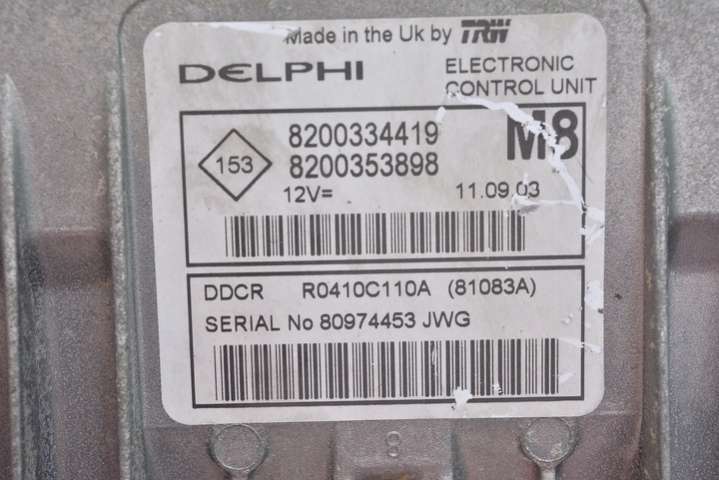 Made in the Uk by TRW
DELPHI
ELECTRONIC
CONTROL UNIT
153
8200334419
8200353898
M8
12V=
11.09.03
DDCR R0410C110A (81083A)
SERIAL No 80974453 JWG
8